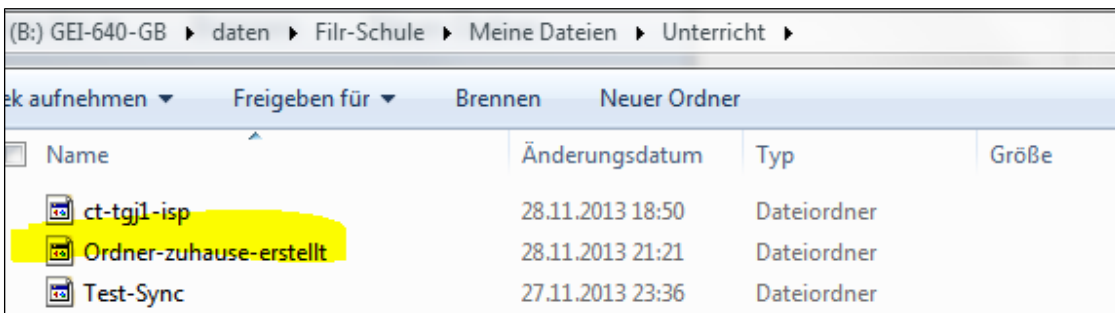 (B:) GEI-640-GB ▸ daten ▸ Filr-Schule ▸ Meine Dateien ▸ Unterricht ▸
ek aufnehmen ▾ Freigeben für ▾ Brennen Neuer Ordner
Name Änderungsdatum Typ Größe
ct-tgj1-isp 28.11.2013 18:50 Dateiordner
Ordner-zuhause-erstellt 28.11.2013 21:21 Dateiordner
Test-Sync 27.11.2013 23:36 Dateiordner